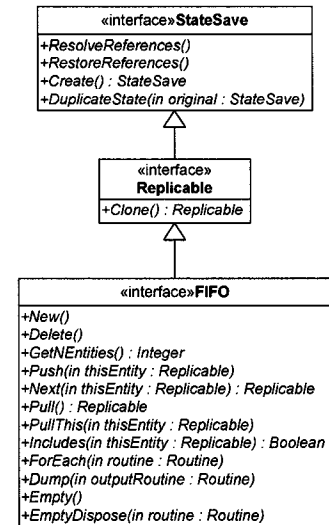 «interface»StateSave
+ResolveReferences()
+RestoreReferences()
+Create() : StateSave
+DuplicateState(in original : StateSave)
«interface»
Replicable
+Clone() : Replicable
«interface»FIFO
+New()
+Delete()
+GetNEntities() : Integer
+Push(in thisEntity : Replicable)
+Next(in thisEntity : Replicable) : Replicable
+Pull() : Replicable
+PullThis(in thisEntity : Replicable)
+Includes(in thisEntity : Replicable) : Boolean
+ForEach(in routine : Routine)
+Dump(in outputRoutine : Routine)
+Empty()
+EmptyDispose(in routine : Routine)